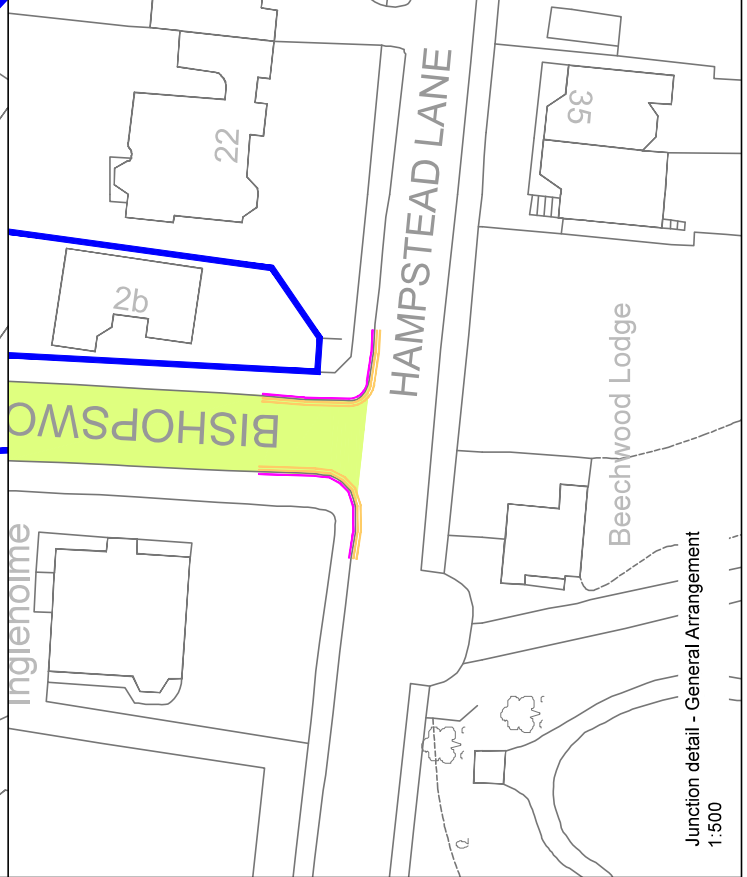 22
35
HAMPSTEAD LANE
2b
BISHOPSWO
Beechwood Lodge
Ingleholme
Junction detail - General Arrangement
1:500